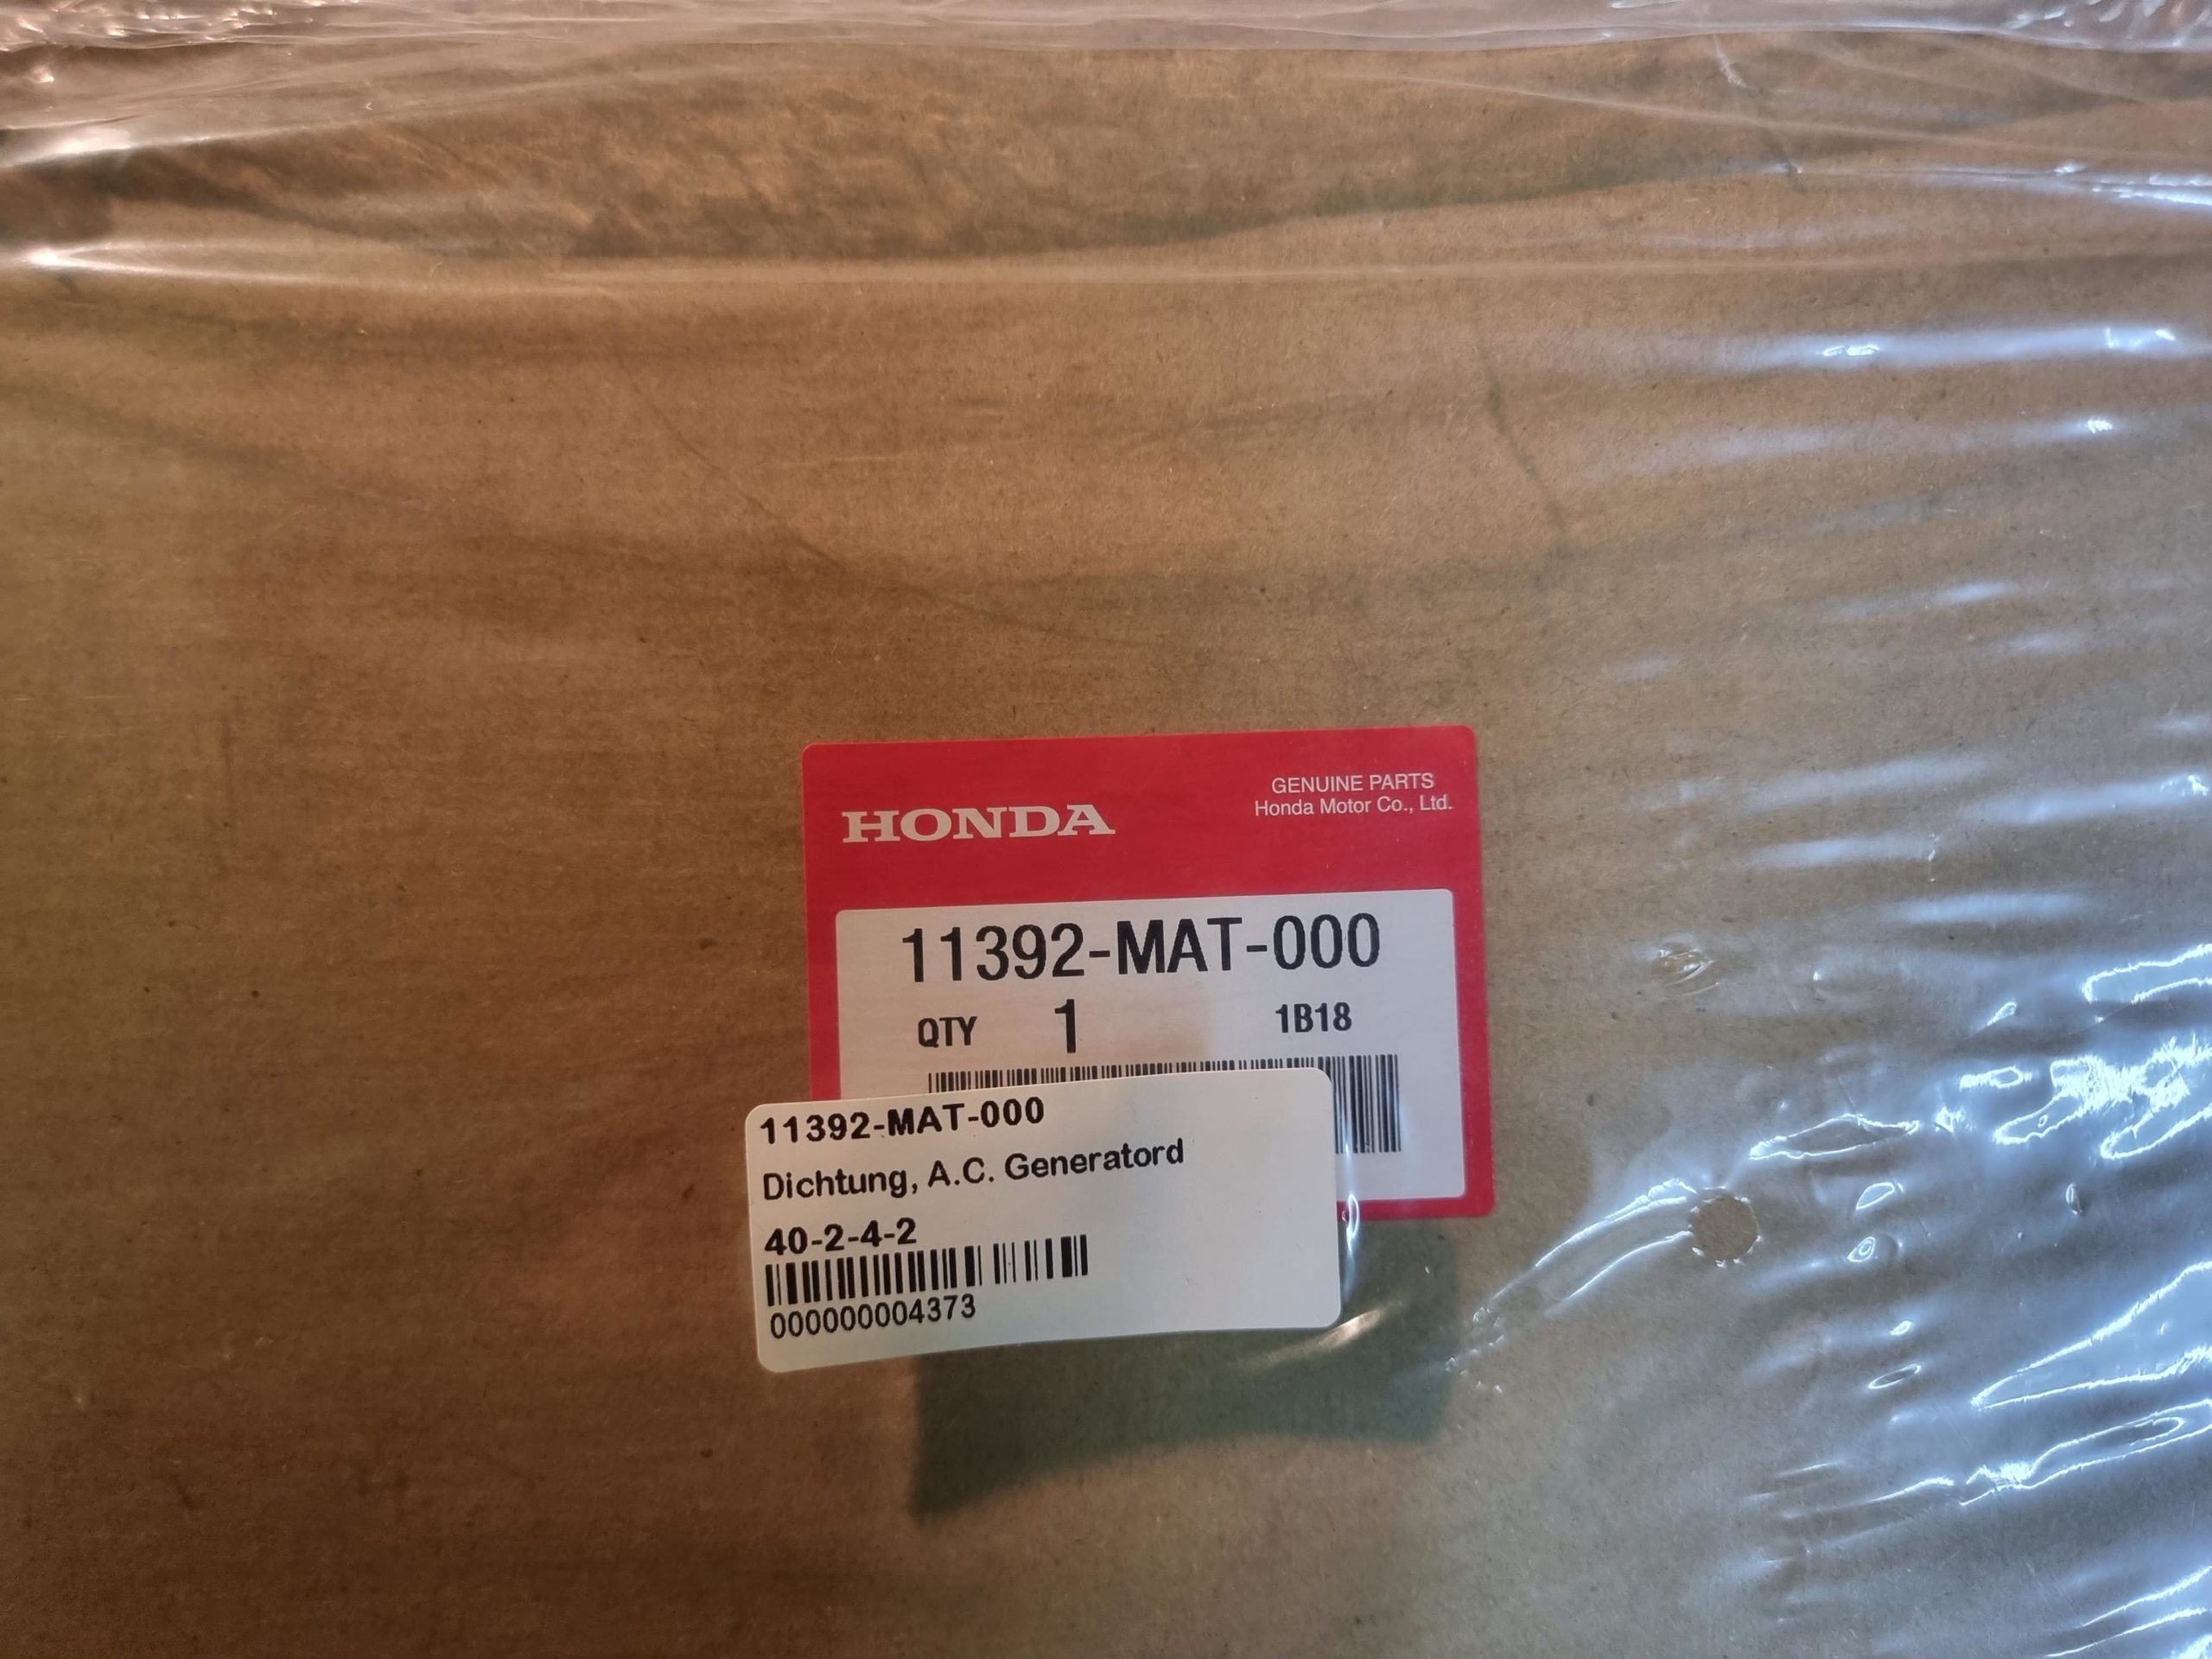 HONDA
GENUINE PARTS
Honda Motor Co., Ltd.
11392-MAT-000
QTY 1 1B18
11392-MAT-000
Dichtung, A.C. Generatord
40-2-4-2
000000004373